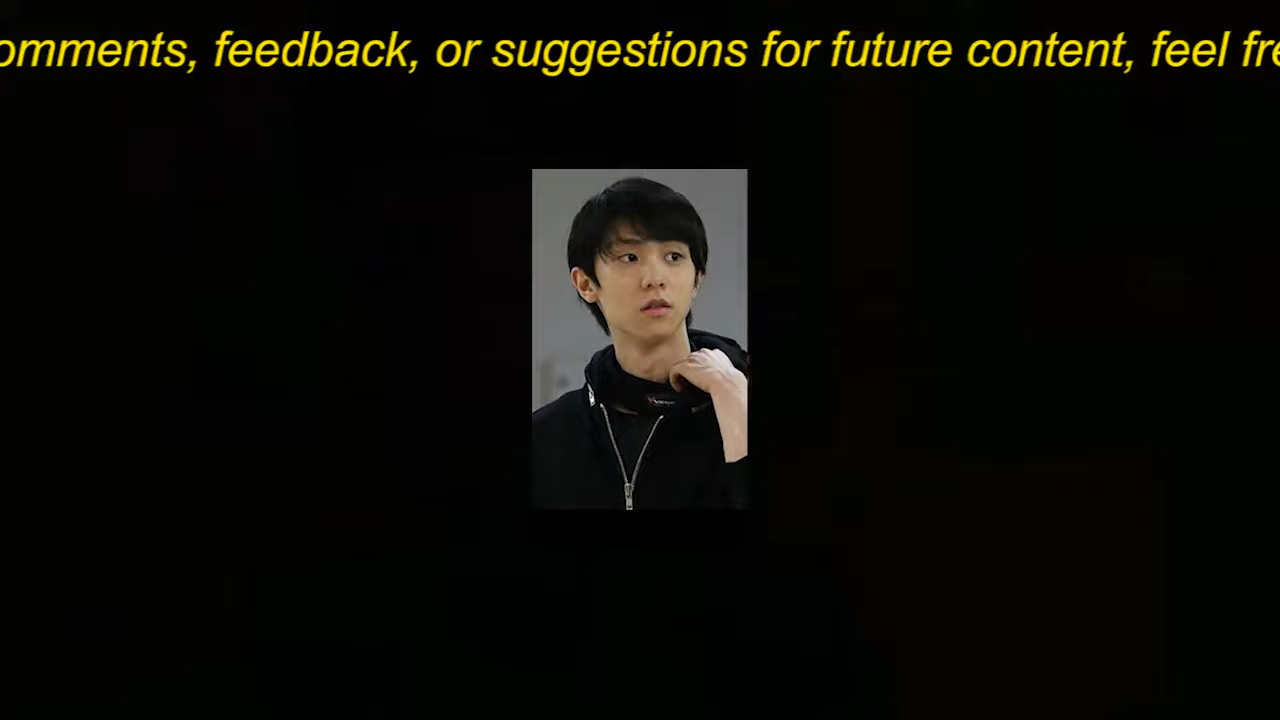 omments, feedback, or suggestions for future content, feel fre